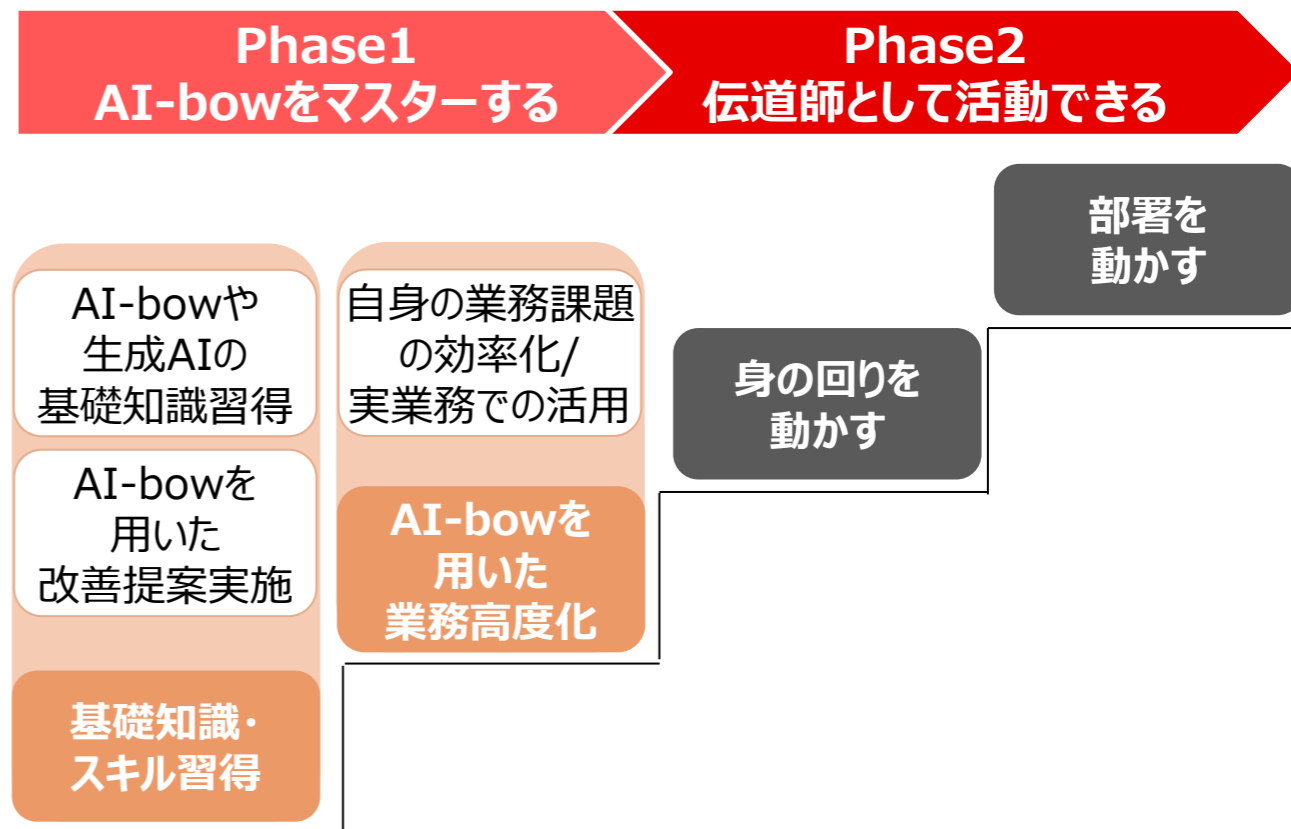 Phase1
AI-bowをマスターする
Phase2
伝道師として活動できる
AI-bowや
生成AIの
基礎知識習得
AI-bowを
用いた
改善提案実施
基礎知識・
スキル習得
自身の業務課題
の効率化/
実業務での活用
AI-bowを
用いた
業務高度化
身の回りを
動かす
部署を
動かす